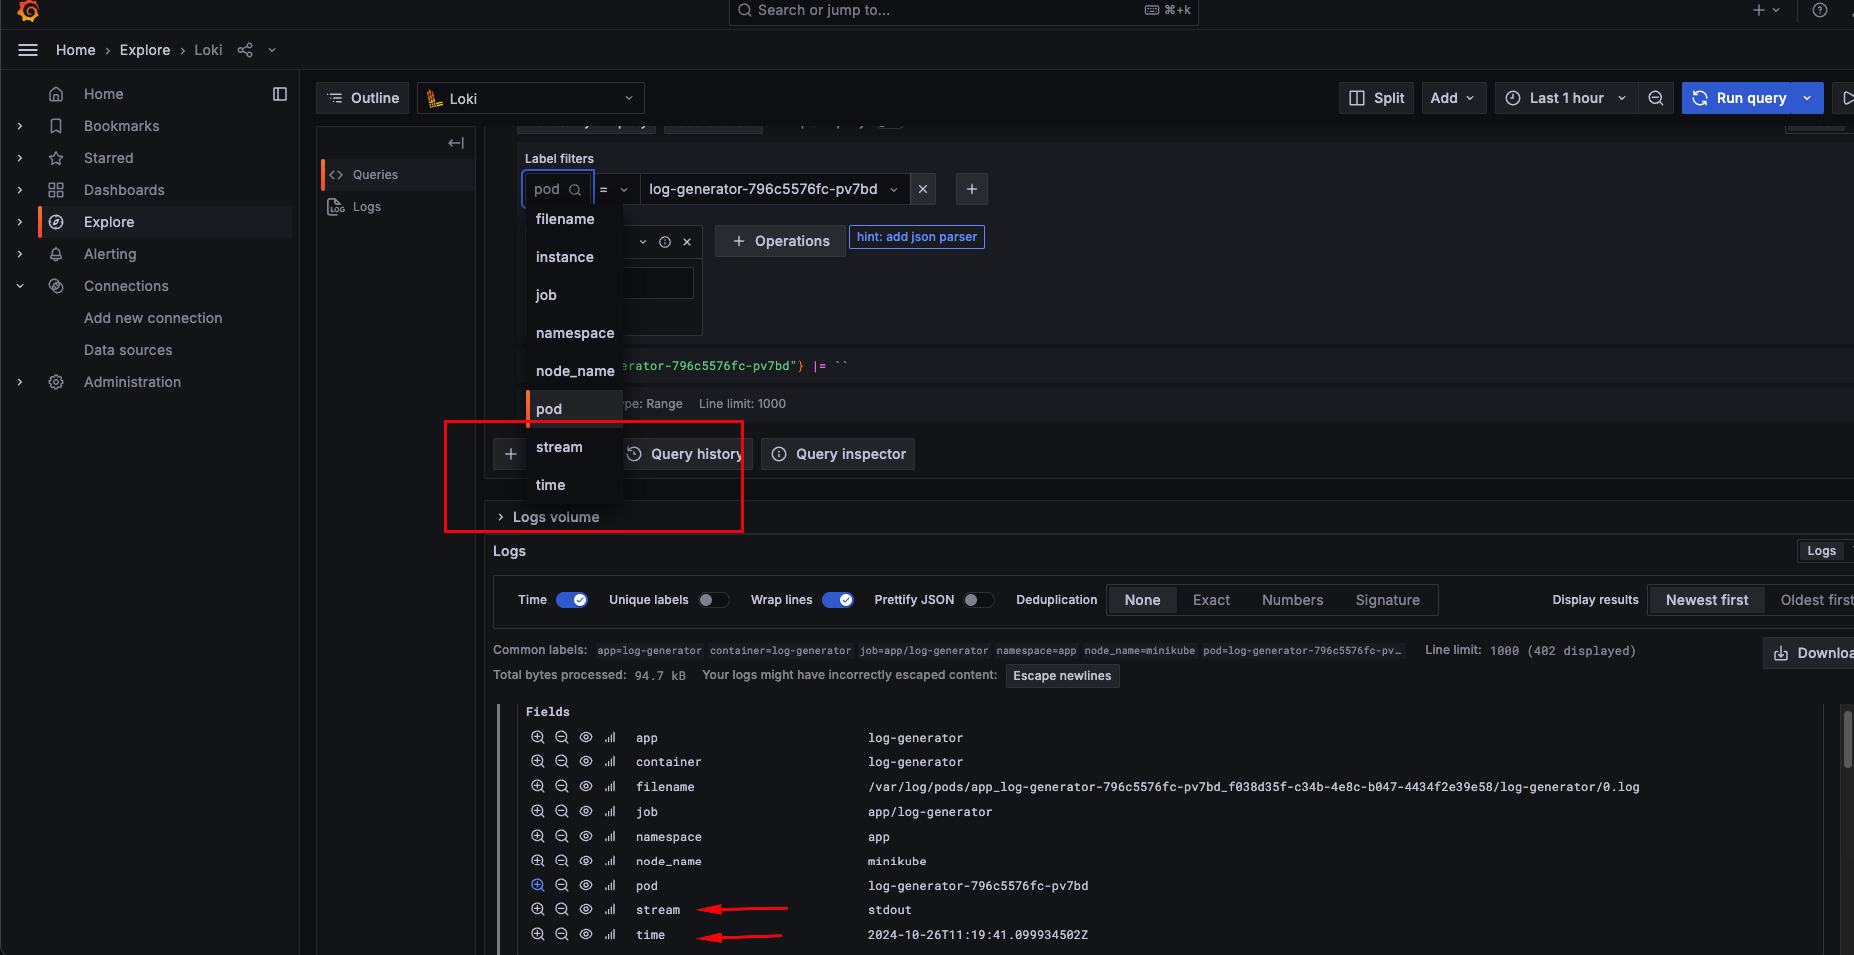 Search or jump to...
⌘+k
Home › Explore › Loki
Home
Bookmarks
Starred
Dashboards
Explore
Alerting
Connections
Add new connection
Data sources
Administration
Outline
Loki
Split
Add
Last 1 hour
Run query
Queries
Logs
Label filters
pod
=
log-generator-796c5576fc-pv7bd
filename
instance
job
namespace
node_name
pod
stream
time
+ Operations
hint: add json parser
erator-796c5576fc-pv7bd"} |= ``
ype: Range Line limit: 1000
+
Query history
Query inspector
Logs volume
Logs
Logs
Time
Unique labels
Wrap lines
Prettify JSON
Deduplication
None
Exact
Numbers
Signature
Display results
Newest first
Oldest first
Common labels: app=log-generator container=log-generator job=app/log-generator namespace=app node_name=minikube pod=log-generator-796c5576fc-pv…
Line limit: 1000 (402 displayed)
Downloa
Total bytes processed: 94.7 kB Your logs might have incorrectly escaped content: Escape newlines
Fields
app log-generator
container log-generator
filename /var/log/pods/app_log-generator-796c5576fc-pv7bd_f038d35f-c34b-4e8c-b047-4434f2e39e58/log-generator/0.log
job app/log-generator
namespace app
node_name minikube
pod log-generator-796c5576fc-pv7bd
stream stdout
time 2024-10-26T11:19:41.099934502Z